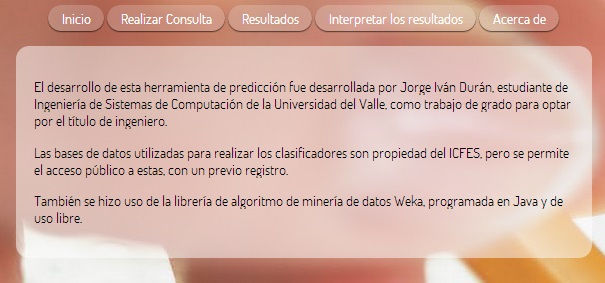 Inicio Realizar Consulta Resultados Interpretar los resultados Acerca de
El desarrollo de esta herramienta de predicción fue desarrollada por Jorge Iván Durán, estudiante de
Ingeniería de Sistemas de Computación de la Universidad del Valle, como trabajo de grado para optar
por el título de ingeniero.
Las bases de datos utilizadas para realizar los clasificadores son propiedad del ICFES, pero se permite
el acceso público a estas, con un previo registro.
También se hizo uso de la librería de algoritmo de minería de datos Weka, programada en Java y de
uso libre.